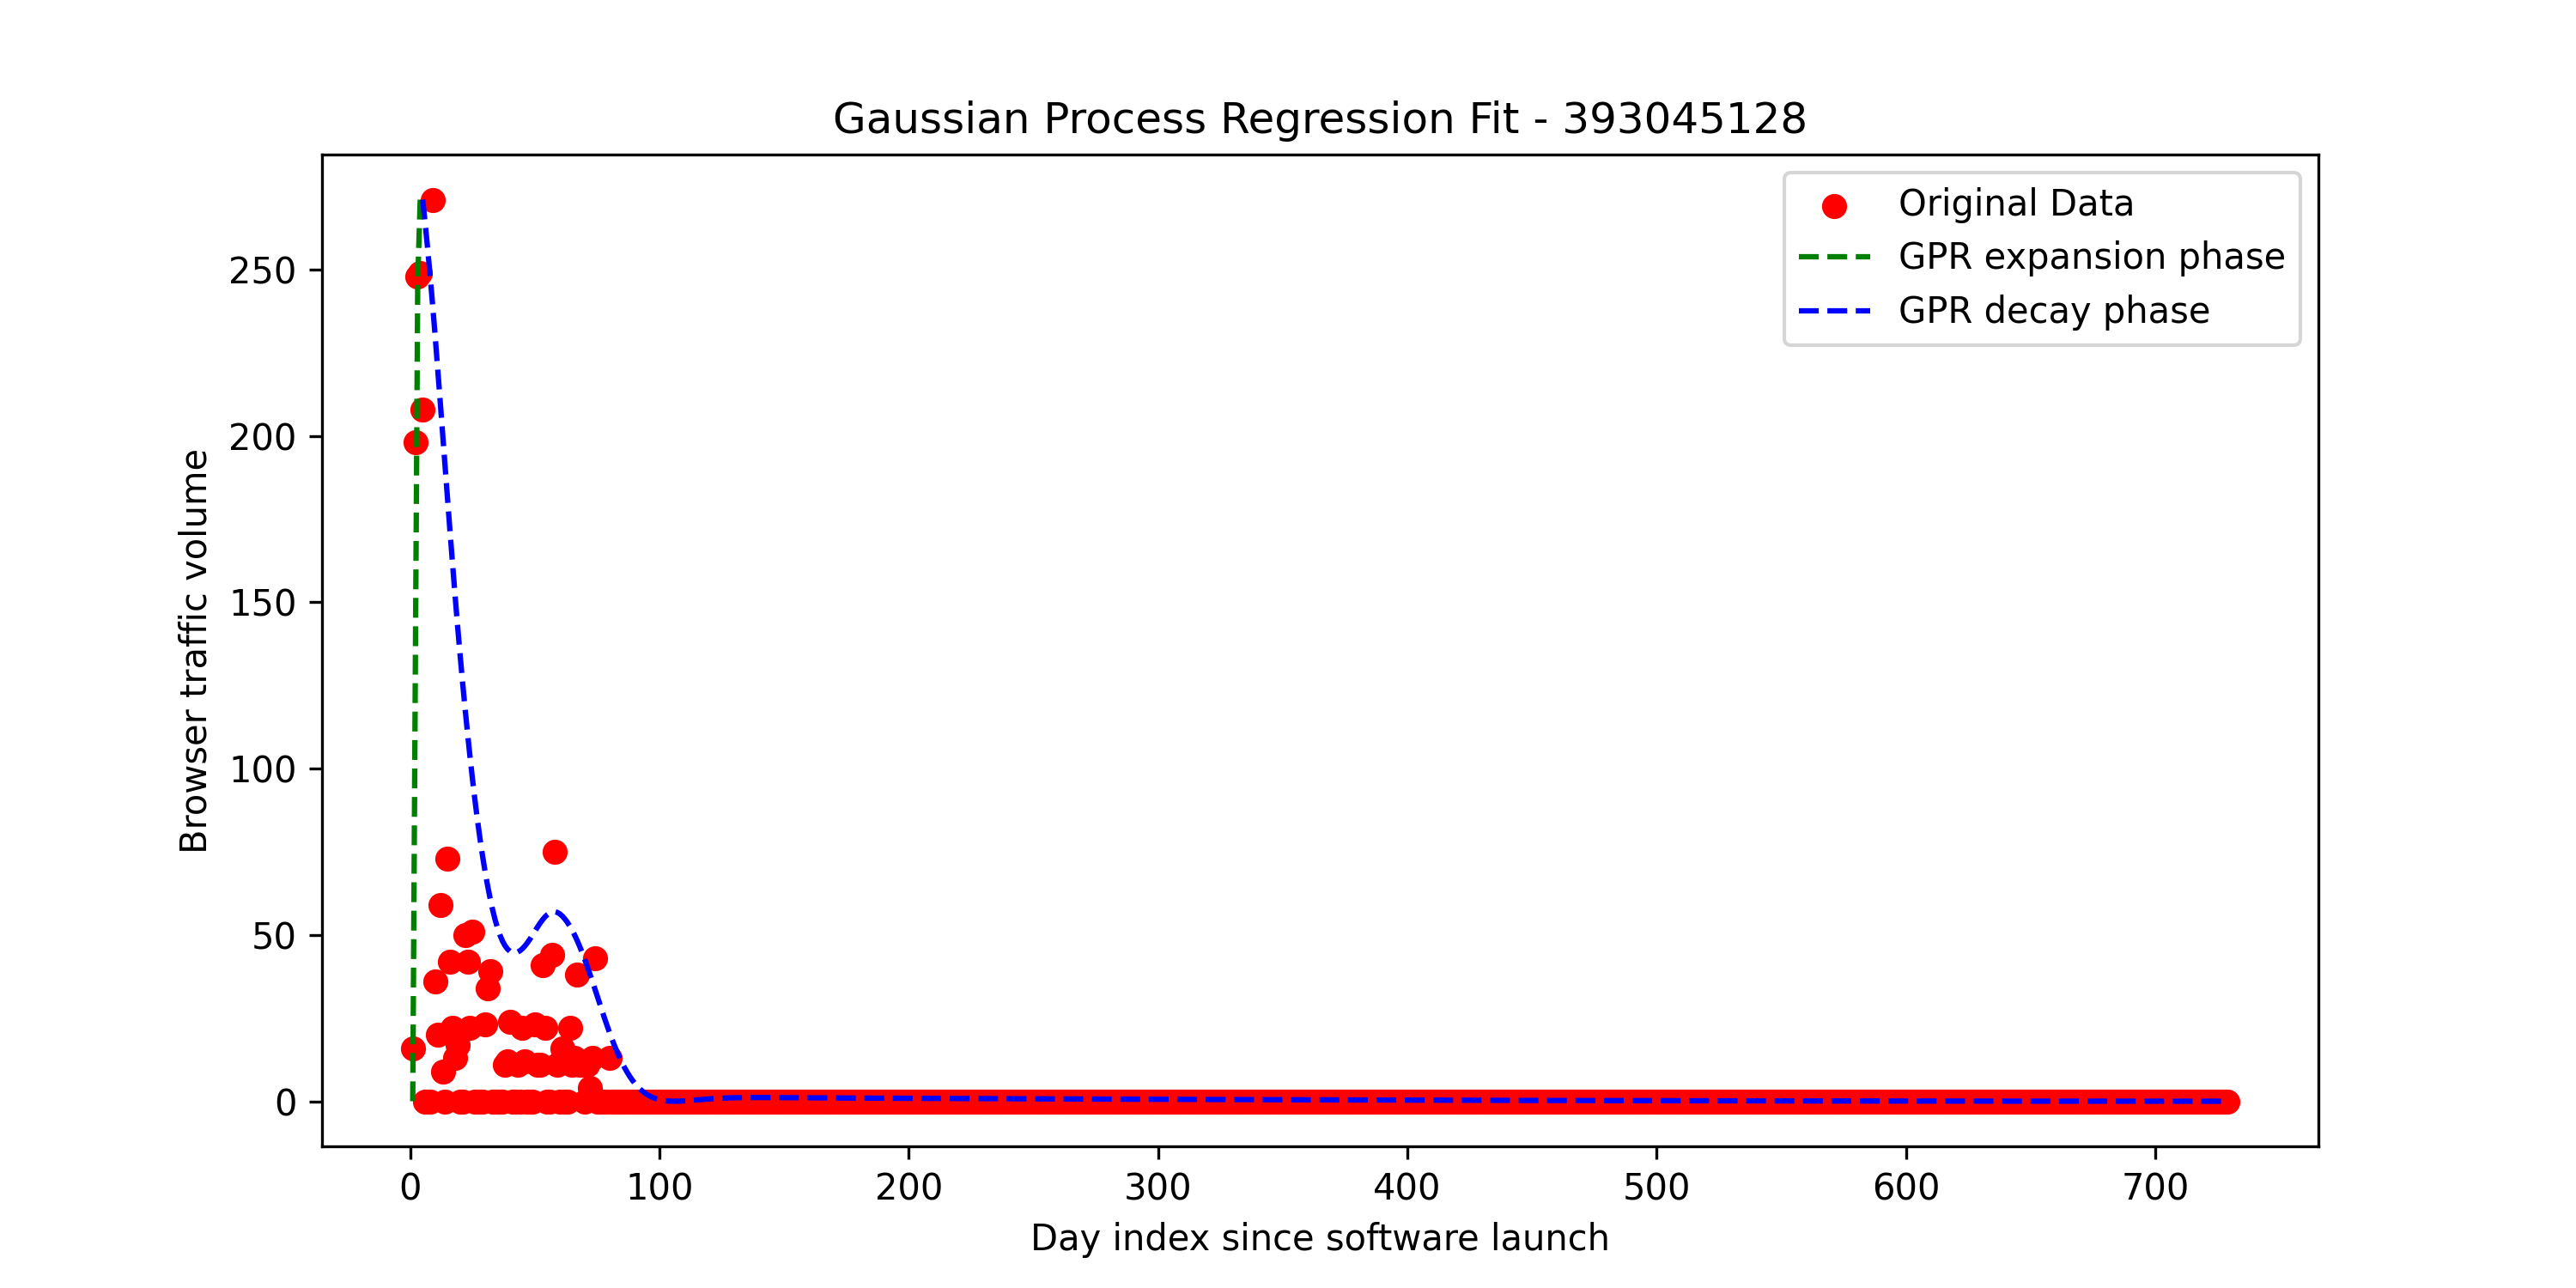 Gaussian Process Regression Fit - 393045128
Original Data
GPR expansion phase
GPR decay phase
Browser traffic volume
250
200
150
100
50
0
0 100 200 300 400 500 600 700
Day index since software launch